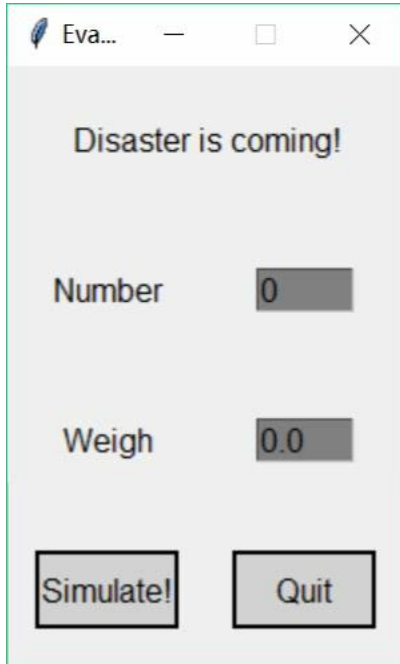 Eva...
Disaster is coming!
Number 0
Weigh 0.0
Simulate! Quit